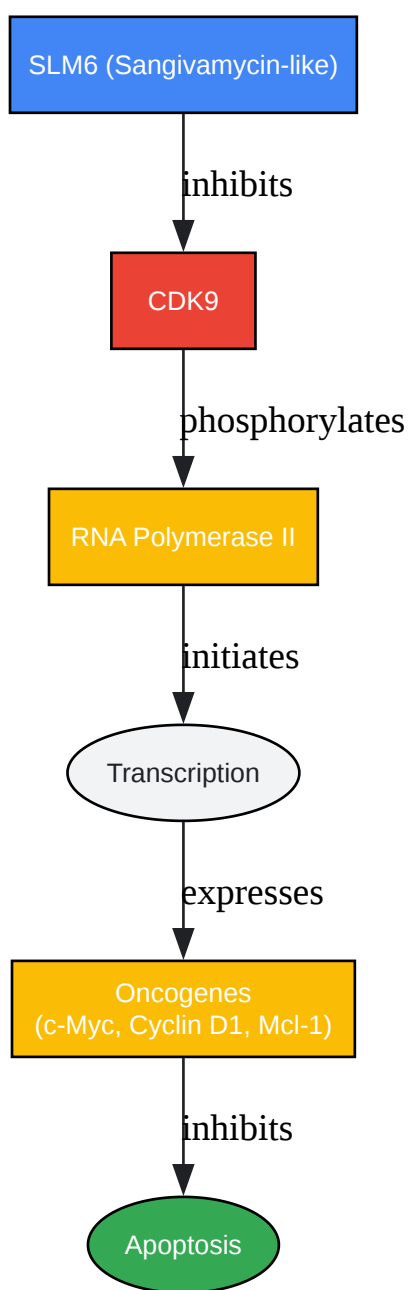 SLM6 (Sangivamycin-like)
inhibits
CDK9
phosphorylates
RNA Polymerase II
initiates
Transcription
expresses
Oncogenes
(c-Myc, Cyclin D1, Mcl-1)
inhibits
Apoptosis